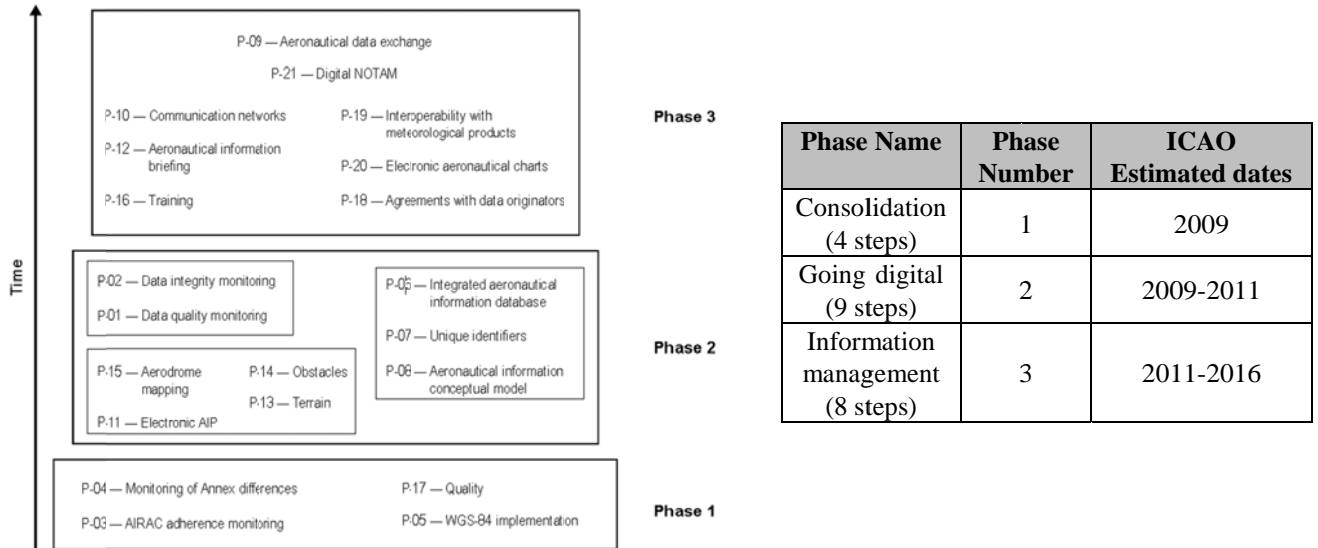 Time
P-09 — Aeronautical data exchange
P-21 — Digital NOTAM
P-10 — Communication networks
P-12 — Aeronautical information
briefing
P-16 — Training
P-19 — Interoperability with
meteorological products
P-20 — Electronic aeronautical charts
P-18 — Agreements with data originators
Phase 3
P-02 — Data integrity monitoring
P-01 — Data quality monitoring
P-15 — Aerodrome
mapping
P-11 — Electronic AIP
P-14 — Obstacles
P-13 — Terrain
P-06 — Integrated aeronautical
information database
P-07 — Unique identifiers
P-08 — Aeronautical information
conceptual model
Phase 2
P-04 — Monitoring of Annex differences
P-03 — AIRAC adherence monitoring
P-17 — Quality
P-05 — WGS-84 implementation
Phase 1
Phase Name
Phase
Number
ICAO
Estimated dates
Consolidation
(4 steps)
1
2009
Going digital
(9 steps)
2
2009-2011
Information
management
(8 steps)
3
2011-2016